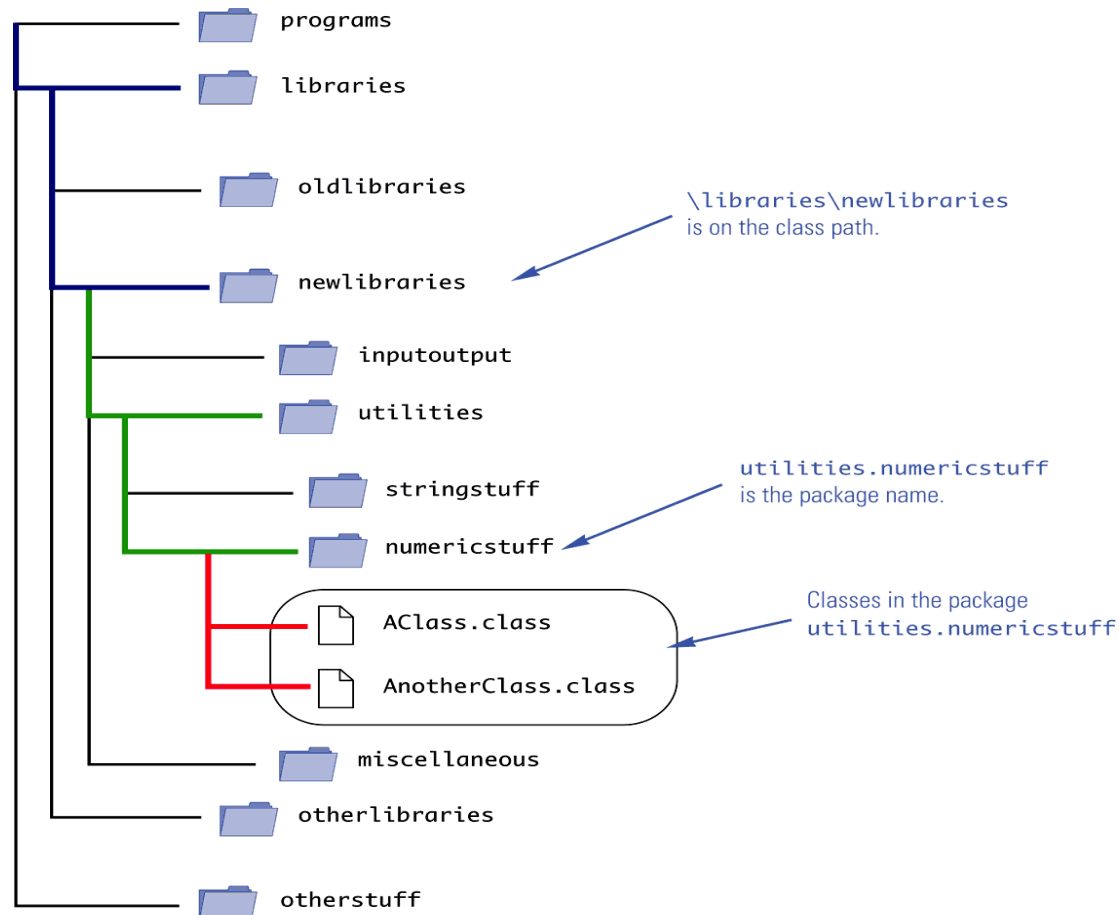 programs
libraries
oldlibraries
\libraries\newlibraries
is on the class path.
newlibraries
inputoutput
utilities
utilities.numericstuff
is the package name.
stringstuff
numericstuff
Classes in the package
utilities.numericstuff
AClass.class
AnotherClass.class
miscellaneous
otherlibraries
otherstuff